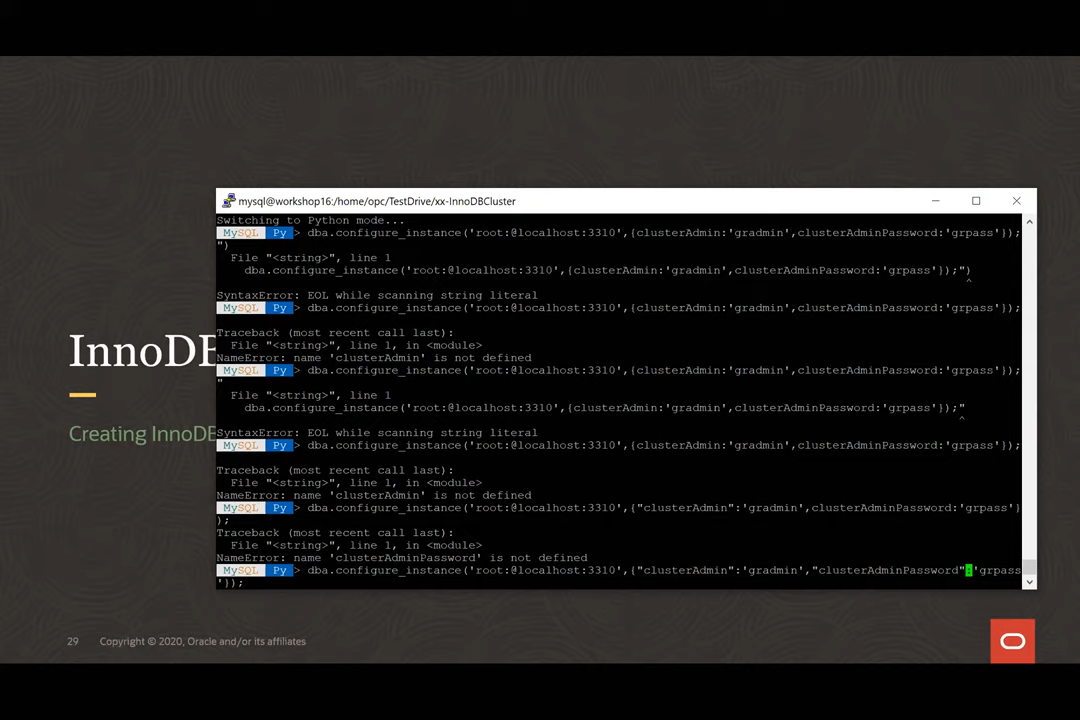 mysql@workshop16:/home/opc/TestDrive/xx-InnoDBCluster
Switching to Python mode...
MySQL Py > dba.configure_instance('root:@localhost:3310',{clusterAdmin:'gradmin',clusterAdminPassword:'grpass'});
")
File "<string>", line 1
dba.configure_instance('root:@localhost:3310',{clusterAdmin:'gradmin',clusterAdminPassword:'grpass'});")
^
SyntaxError: EOL while scanning string literal
MySQL Py > dba.configure_instance('root:@localhost:3310',{clusterAdmin:'gradmin',clusterAdminPassword:'grpass'});
Traceback (most recent call last):
File "<string>", line 1, in <module>
NameError: name 'clusterAdmin' is not defined
MySQL Py > dba.configure_instance('root:@localhost:3310',{clusterAdmin:'gradmin',clusterAdminPassword:'grpass'});
"
File "<string>", line 1
dba.configure_instance('root:@localhost:3310',{clusterAdmin:'gradmin',clusterAdminPassword:'grpass'});"
^
SyntaxError: EOL while scanning string literal
MySQL Py > dba.configure_instance('root:@localhost:3310',{clusterAdmin:'gradmin',clusterAdminPassword:'grpass'});
Traceback (most recent call last):
File "<string>", line 1, in <module>
NameError: name 'clusterAdmin' is not defined
MySQL Py > dba.configure_instance('root:@localhost:3310',{"clusterAdmin":'gradmin',clusterAdminPassword:'grpass'}
);
Traceback (most recent call last):
File "<string>", line 1, in <module>
NameError: name 'clusterAdminPassword' is not defined
MySQL Py > dba.configure_instance('root:@localhost:3310',{"clusterAdmin":'gradmin',"clusterAdminPassword":'grpass
'});
InnoDB
Creating InnoDB
29 Copyright © 2020, Oracle and/or its affiliates